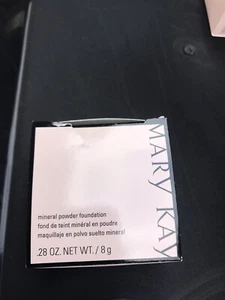 MARY KAY
mineral powder foundation
fond de teint minéral en poudre
maquillaje en polvo suelto mineral
.28 OZ. NET WT. / 8 g